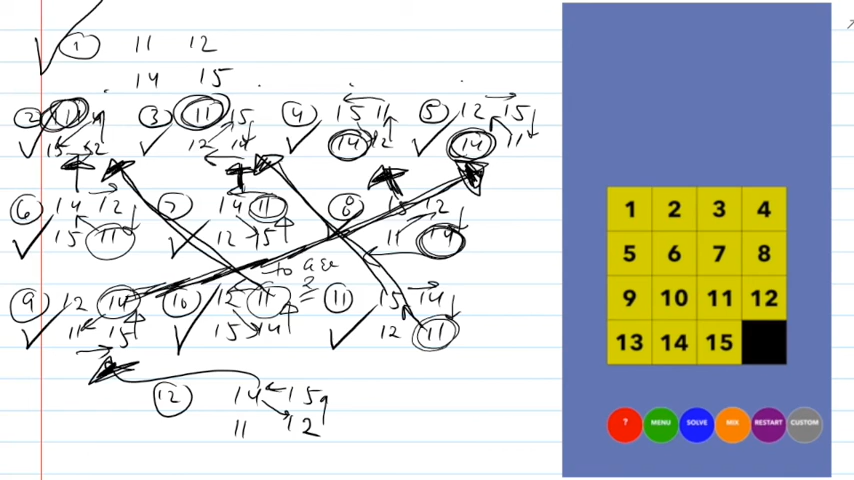 ① 11 12
14 15
② 11 14 ③ 11 15 ④ 15 11 ⑤ 12 15
15 12 12 14 14 12 14 11
⑥ 14 12 ⑦ 14 11 ⑧ 15 12
15 11 12 15 11 14
to a
⑨ 12 14 ⑩ 12 11 ⑪ 15 14
11 15 15 14 12 11
⑫ 14 15
11 12
1 2 3 4
5 6 7 8
9 10 11 12
13 14 15
? MENU SOLVE MIX RESTART CUSTOM